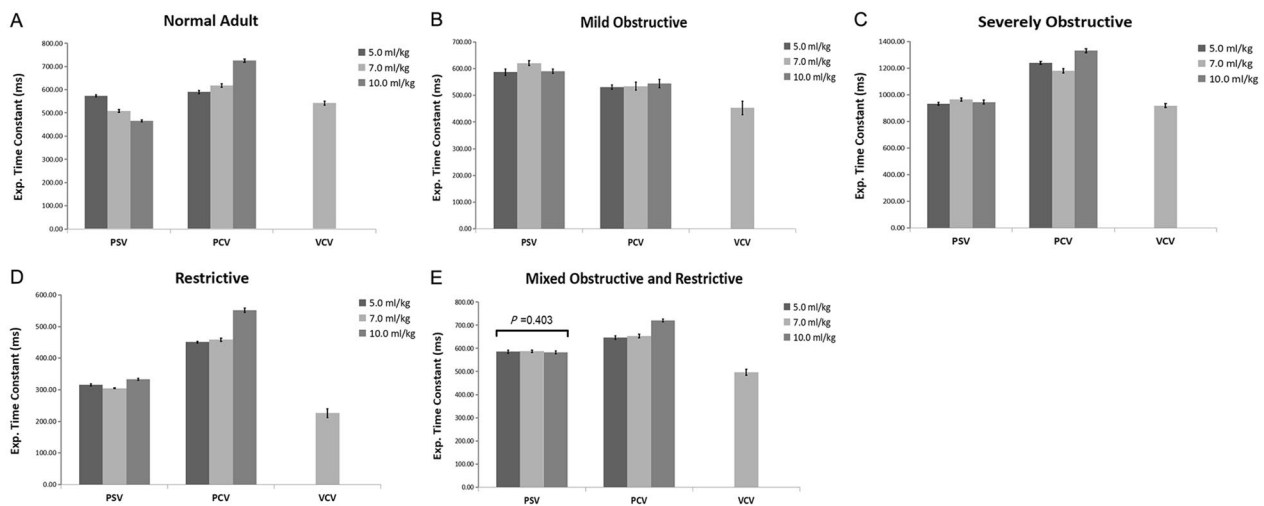 A
Normal Adult
Exp. Time Constant (ms)
800.00
700.00
600.00
500.00
400.00
300.00
200.00
100.00
0.00
PSV
PCV
VCV
5.0 ml/kg
7.0 ml/kg
10.0 ml/kg
B
Mild Obstructive
Exp. Time Constant (ms)
700.00
600.00
500.00
400.00
300.00
200.00
100.00
0.00
PSV
PCV
VCV
5.0 ml/kg
7.0 ml/kg
10.0 ml/kg
C
Severely Obstructive
Exp. Time Constant (ms)
1400.00
1200.00
1000.00
800.00
600.00
400.00
200.00
0.00
PSV
PCV
VCV
5.0 ml/kg
7.0 ml/kg
10.0 ml/kg
D
Restrictive
Exp. Time Constant (ms)
600.00
500.00
400.00
300.00
200.00
100.00
0.00
PSV
PCV
VCV
5.0 ml/kg
7.0 ml/kg
10.0 ml/kg
E
Mixed Obstructive and Restrictive
Exp. Time Constant (ms)
800.00
700.00
600.00
500.00
400.00
300.00
200.00
100.00
0.00
P =0.403
PSV
PCV
VCV
5.0 ml/kg
7.0 ml/kg
10.0 ml/kg